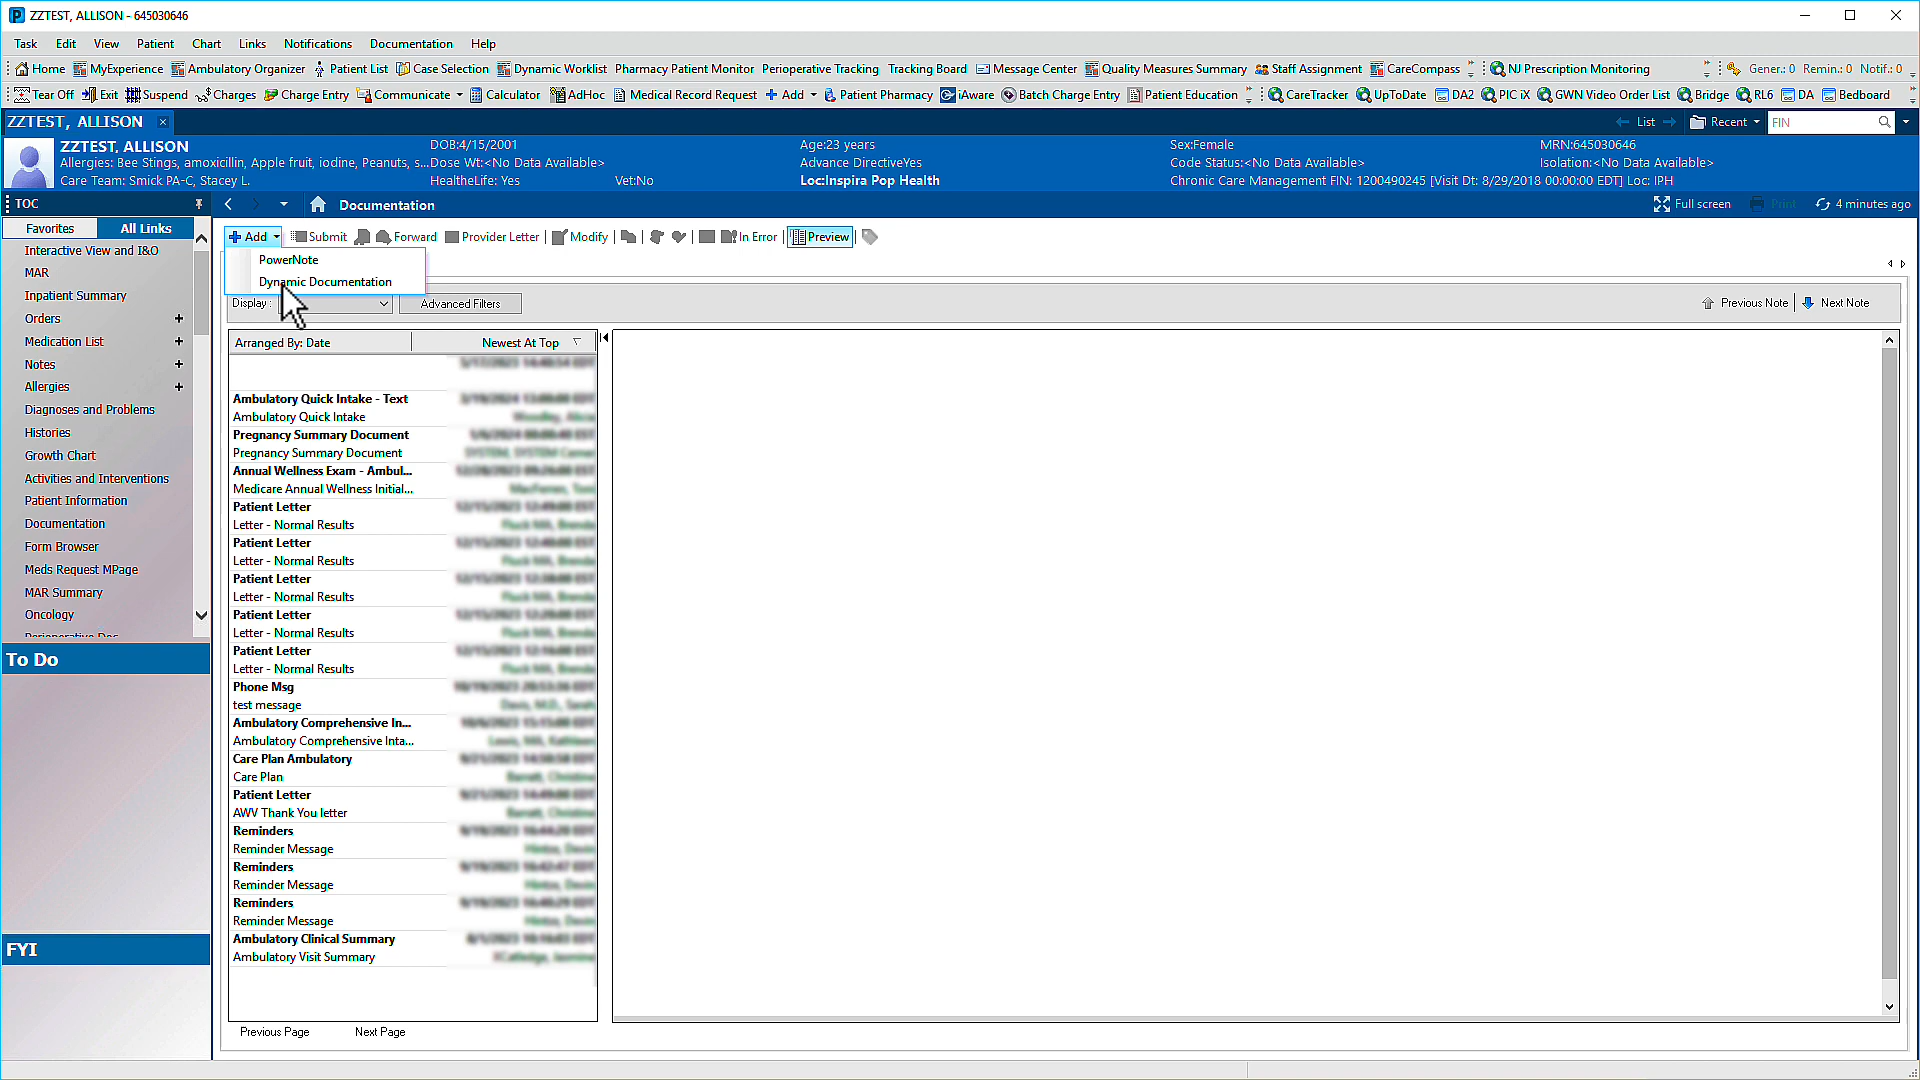 ZZTEST, ALLISON - 645030646
Task Edit View Patient Chart Links Notifications Documentation Help
Home MyExperience Ambulatory Organizer Patient List Case Selection Dynamic Worklist Pharmacy Patient Monitor Perioperative Tracking Tracking Board Message Center Quality Measures Summary Staff Assignment CareCompass NJ Prescription Monitoring Gener.: 0 Remin.: 0 Notif.: 0
Tear Off Exit Suspend Charges Charge Entry Communicate Calculator AdHoc Medical Record Request Add Patient Pharmacy iAware Batch Charge Entry Patient Education CareTracker UpToDate DA2 PIC iX GWN Video Order List Bridge RL6 DA Bedboard
ZZTEST, ALLISON List Recent FIN
ZZTEST, ALLISON DOB:4/15/2001 Age:23 years Sex:Female MRN:645030646
Allergies: Bee Stings, amoxicillin, Apple fruit, iodine, Peanuts, s... Dose Wt:<No Data Available> Advance DirectiveYes Code Status:<No Data Available> Isolation:<No Data Available>
Care Team: Smick PA-C, Stacey L. HealtheLife: Yes Vet:No Loc:Inspira Pop Health Chronic Care Management FIN: 1200490245 [Visit Dt: 8/29/2018 00:00:00 EDT] Loc: IPH
TOC Documentation Full screen Print 4 minutes ago
Favorites All Links
Interactive View and I&O
MAR
Inpatient Summary
Orders
Medication List
Notes
Allergies
Diagnoses and Problems
Histories
Growth Chart
Activities and Interventions
Patient Information
Documentation
Form Browser
Meds Request MPage
MAR Summary
Oncology
Perioperative Doc
To Do
FYI
Add Submit Forward Provider Letter Modify In Error Preview
PowerNote
Dynamic Documentation
Display : Advanced Filters Previous Note Next Note
Arranged By: Date Newest At Top
Ambulatory Quick Intake - Text
Ambulatory Quick Intake
Pregnancy Summary Document
Pregnancy Summary Document
Annual Wellness Exam - Ambul...
Medicare Annual Wellness Initial...
Patient Letter
Letter - Normal Results
Patient Letter
Letter - Normal Results
Patient Letter
Letter - Normal Results
Patient Letter
Letter - Normal Results
Patient Letter
Letter - Normal Results
Phone Msg
test message
Ambulatory Comprehensive In...
Ambulatory Comprehensive Inta...
Care Plan Ambulatory
Care Plan
Patient Letter
AWV Thank You letter
Reminders
Reminder Message
Reminders
Reminder Message
Reminders
Reminder Message
Ambulatory Clinical Summary
Ambulatory Visit Summary
Previous Page Next Page